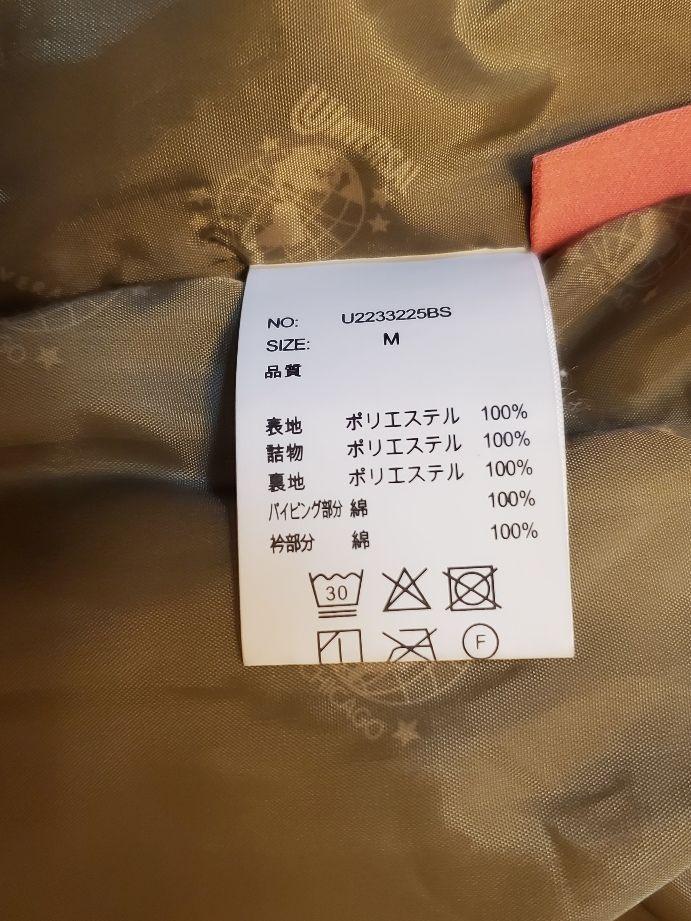 NO: U2233225BS
SIZE: M
品質
表地 ポリエステル 100%
詰物 ポリエステル 100%
裏地 ポリエステル 100%
パイピング部分 綿 100%
衿部分 綿 100%
30
F
CHICAGO